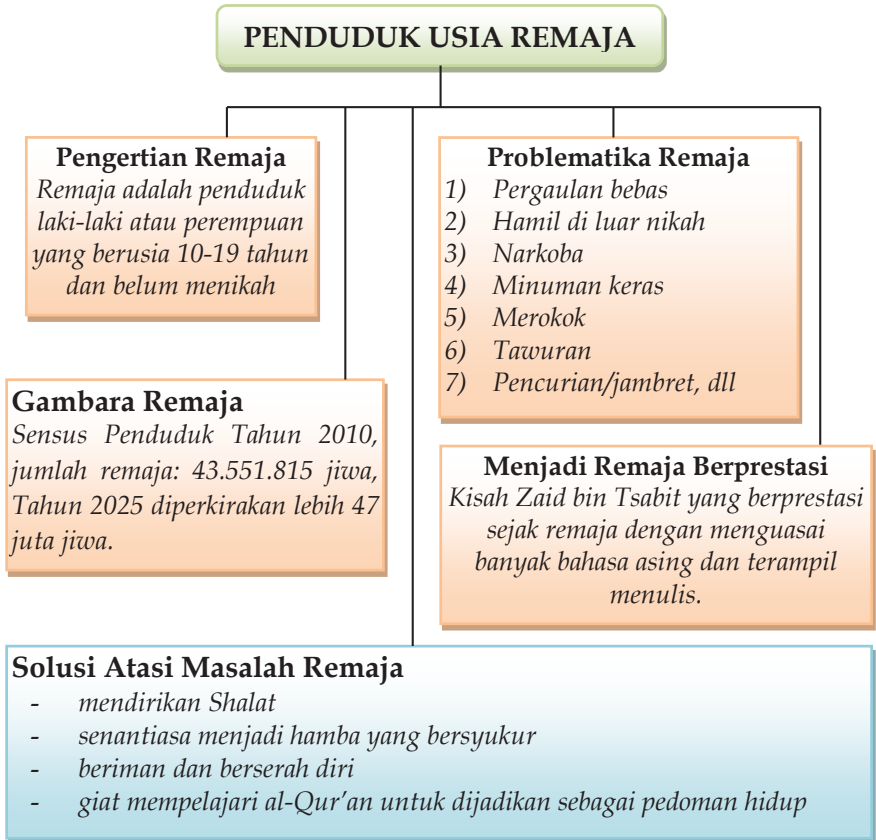 PENDUDUK USIA REMAJA
Pengertian Remaja
Remaja adalah penduduk
laki-laki atau perempuan
yang berusia 10-19 tahun
dan belum menikah
Problematika Remaja
1) Pergaulan bebas
2) Hamil di luar nikah
3) Narkoba
4) Minuman keras
5) Merokok
6) Tawuran
7) Pencurian/jambret, dll
Gambara Remaja
Sensus Penduduk Tahun 2010,
jumlah remaja: 43.551.815 jiwa,
Tahun 2025 diperkirakan lebih 47
juta jiwa.
Menjadi Remaja Berprestasi
Kisah Zaid bin Tsabit yang berprestasi
sejak remaja dengan menguasai
banyak bahasa asing dan terampil
menulis.
Solusi Atasi Masalah Remaja
- mendirikan Shalat
- senantiasa menjadi hamba yang bersyukur
- beriman dan berserah diri
- giat mempelajari al-Qur'an untuk dijadikan sebagai pedoman hidup